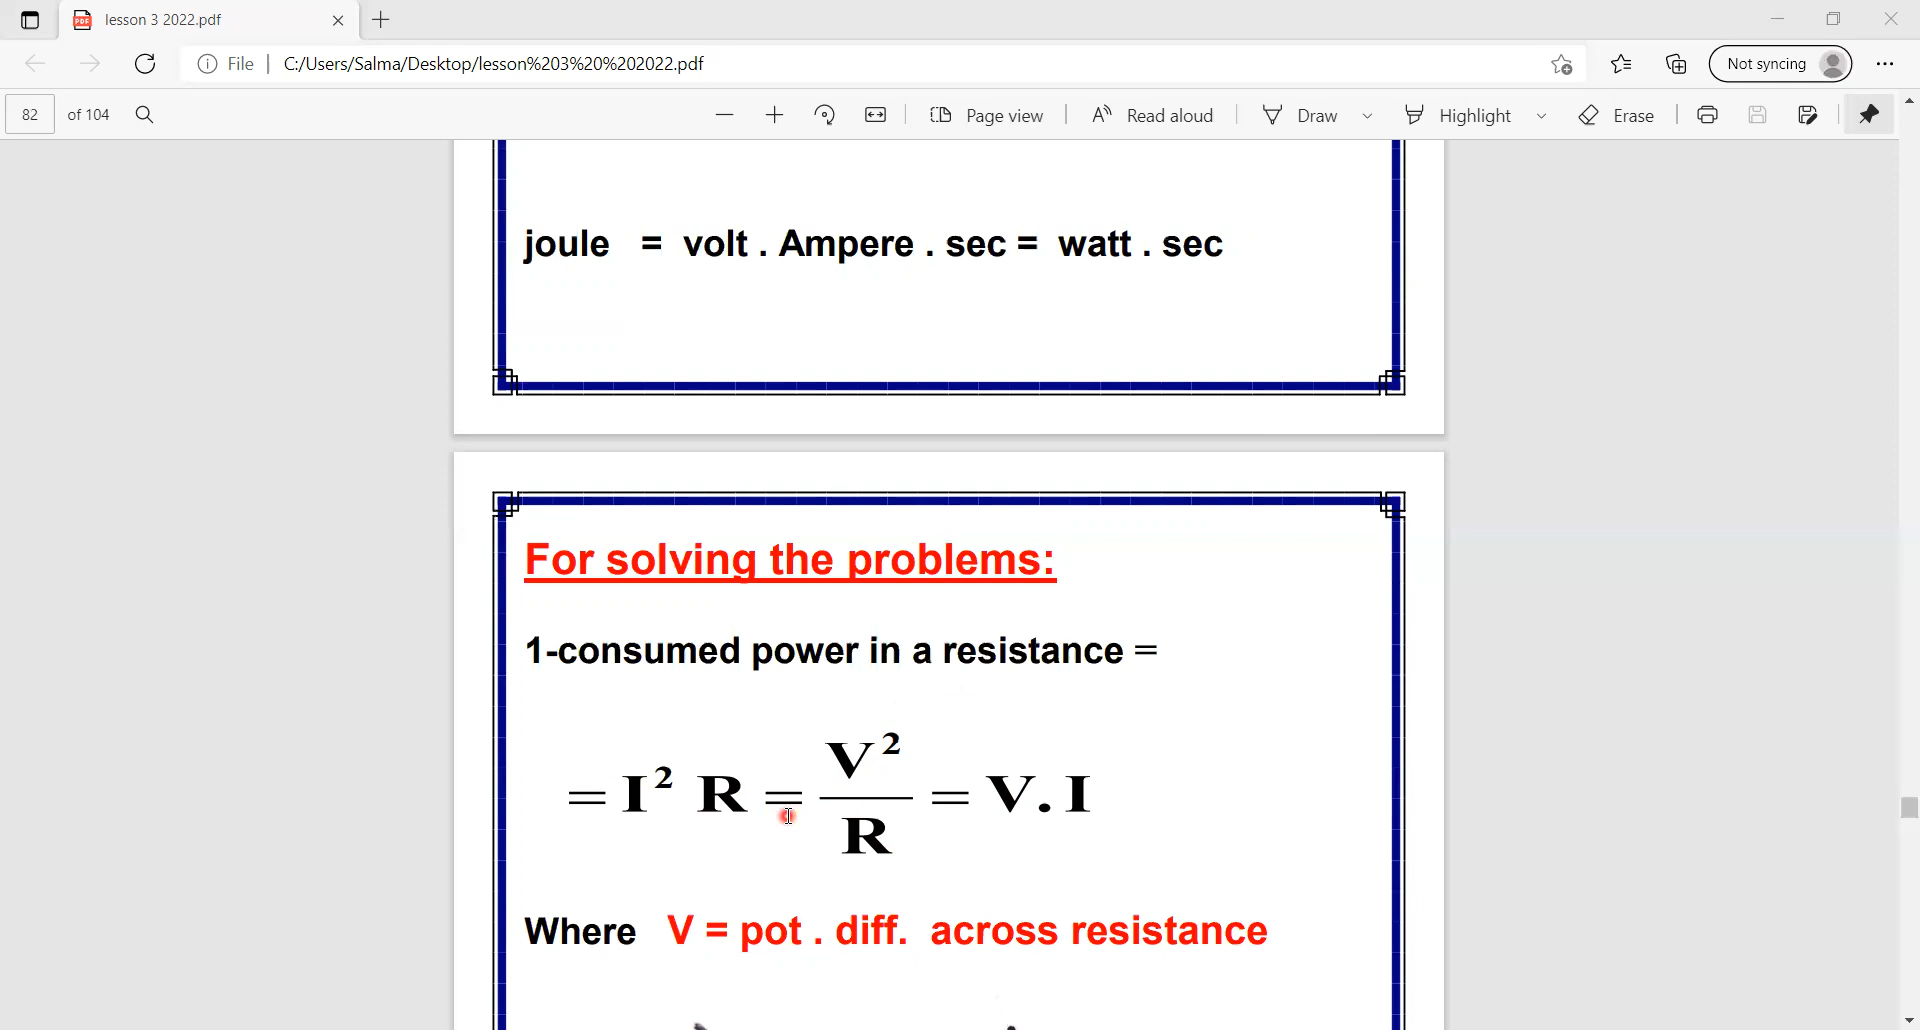 lesson 3 2022.pdf
File
C:/Users/Salma/Desktop/lesson%203%20%202022.pdf
Not syncing
82 of 104
Page view
Read aloud
Draw
Highlight
Erase
joule = volt . Ampere . sec = watt . sec
For solving the problems:
1-consumed power in a resistance =
= I² R = V²/R = V. I
Where V = pot . diff. across resistance